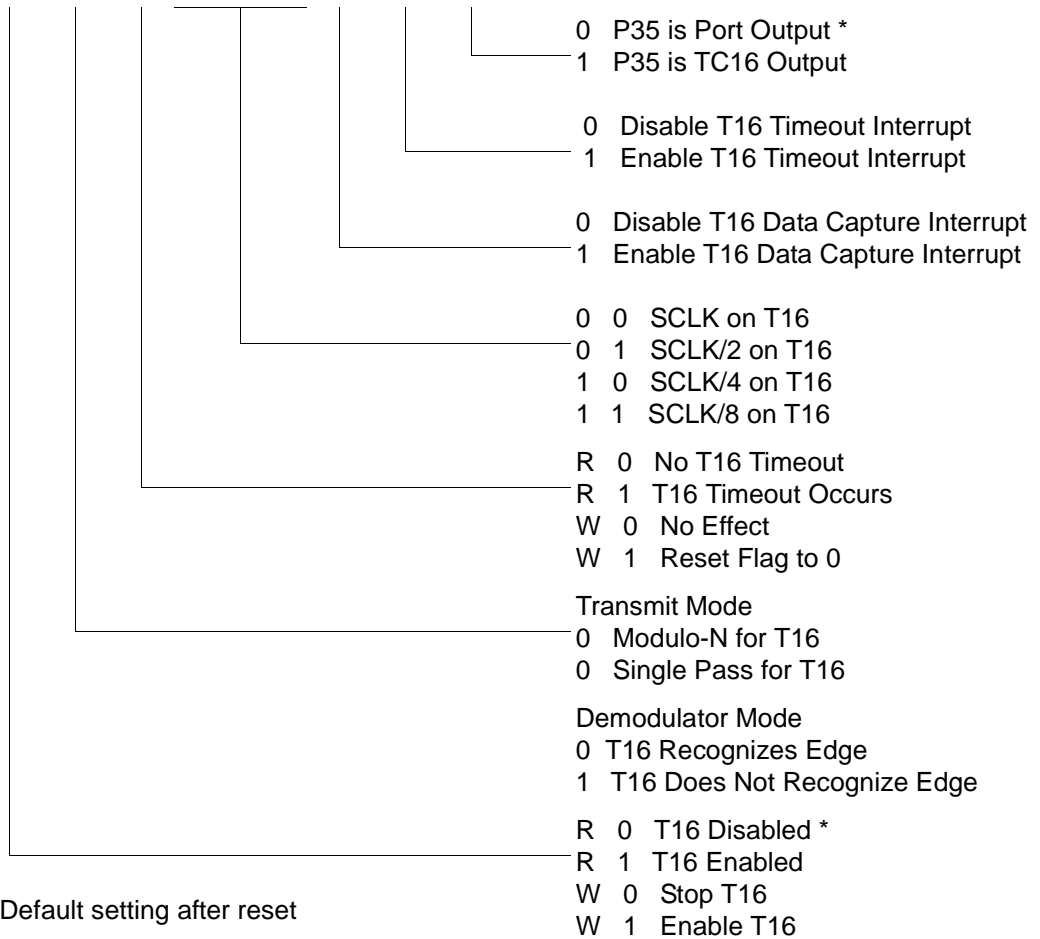 0 P35 is Port Output *
1 P35 is TC16 Output
0 Disable T16 Timeout Interrupt
1 Enable T16 Timeout Interrupt
0 Disable T16 Data Capture Interrupt
1 Enable T16 Data Capture Interrupt
0 0 SCLK on T16
0 1 SCLK/2 on T16
1 0 SCLK/4 on T16
1 1 SCLK/8 on T16
R 0 No T16 Timeout
R 1 T16 Timeout Occurs
W 0 No Effect
W 1 Reset Flag to 0
Transmit Mode
0 Modulo-N for T16
0 Single Pass for T16
Demodulator Mode
0 T16 Recognizes Edge
1 T16 Does Not Recognize Edge
R 0 T16 Disabled *
R 1 T16 Enabled
W 0 Stop T16
W 1 Enable T16
Default setting after reset